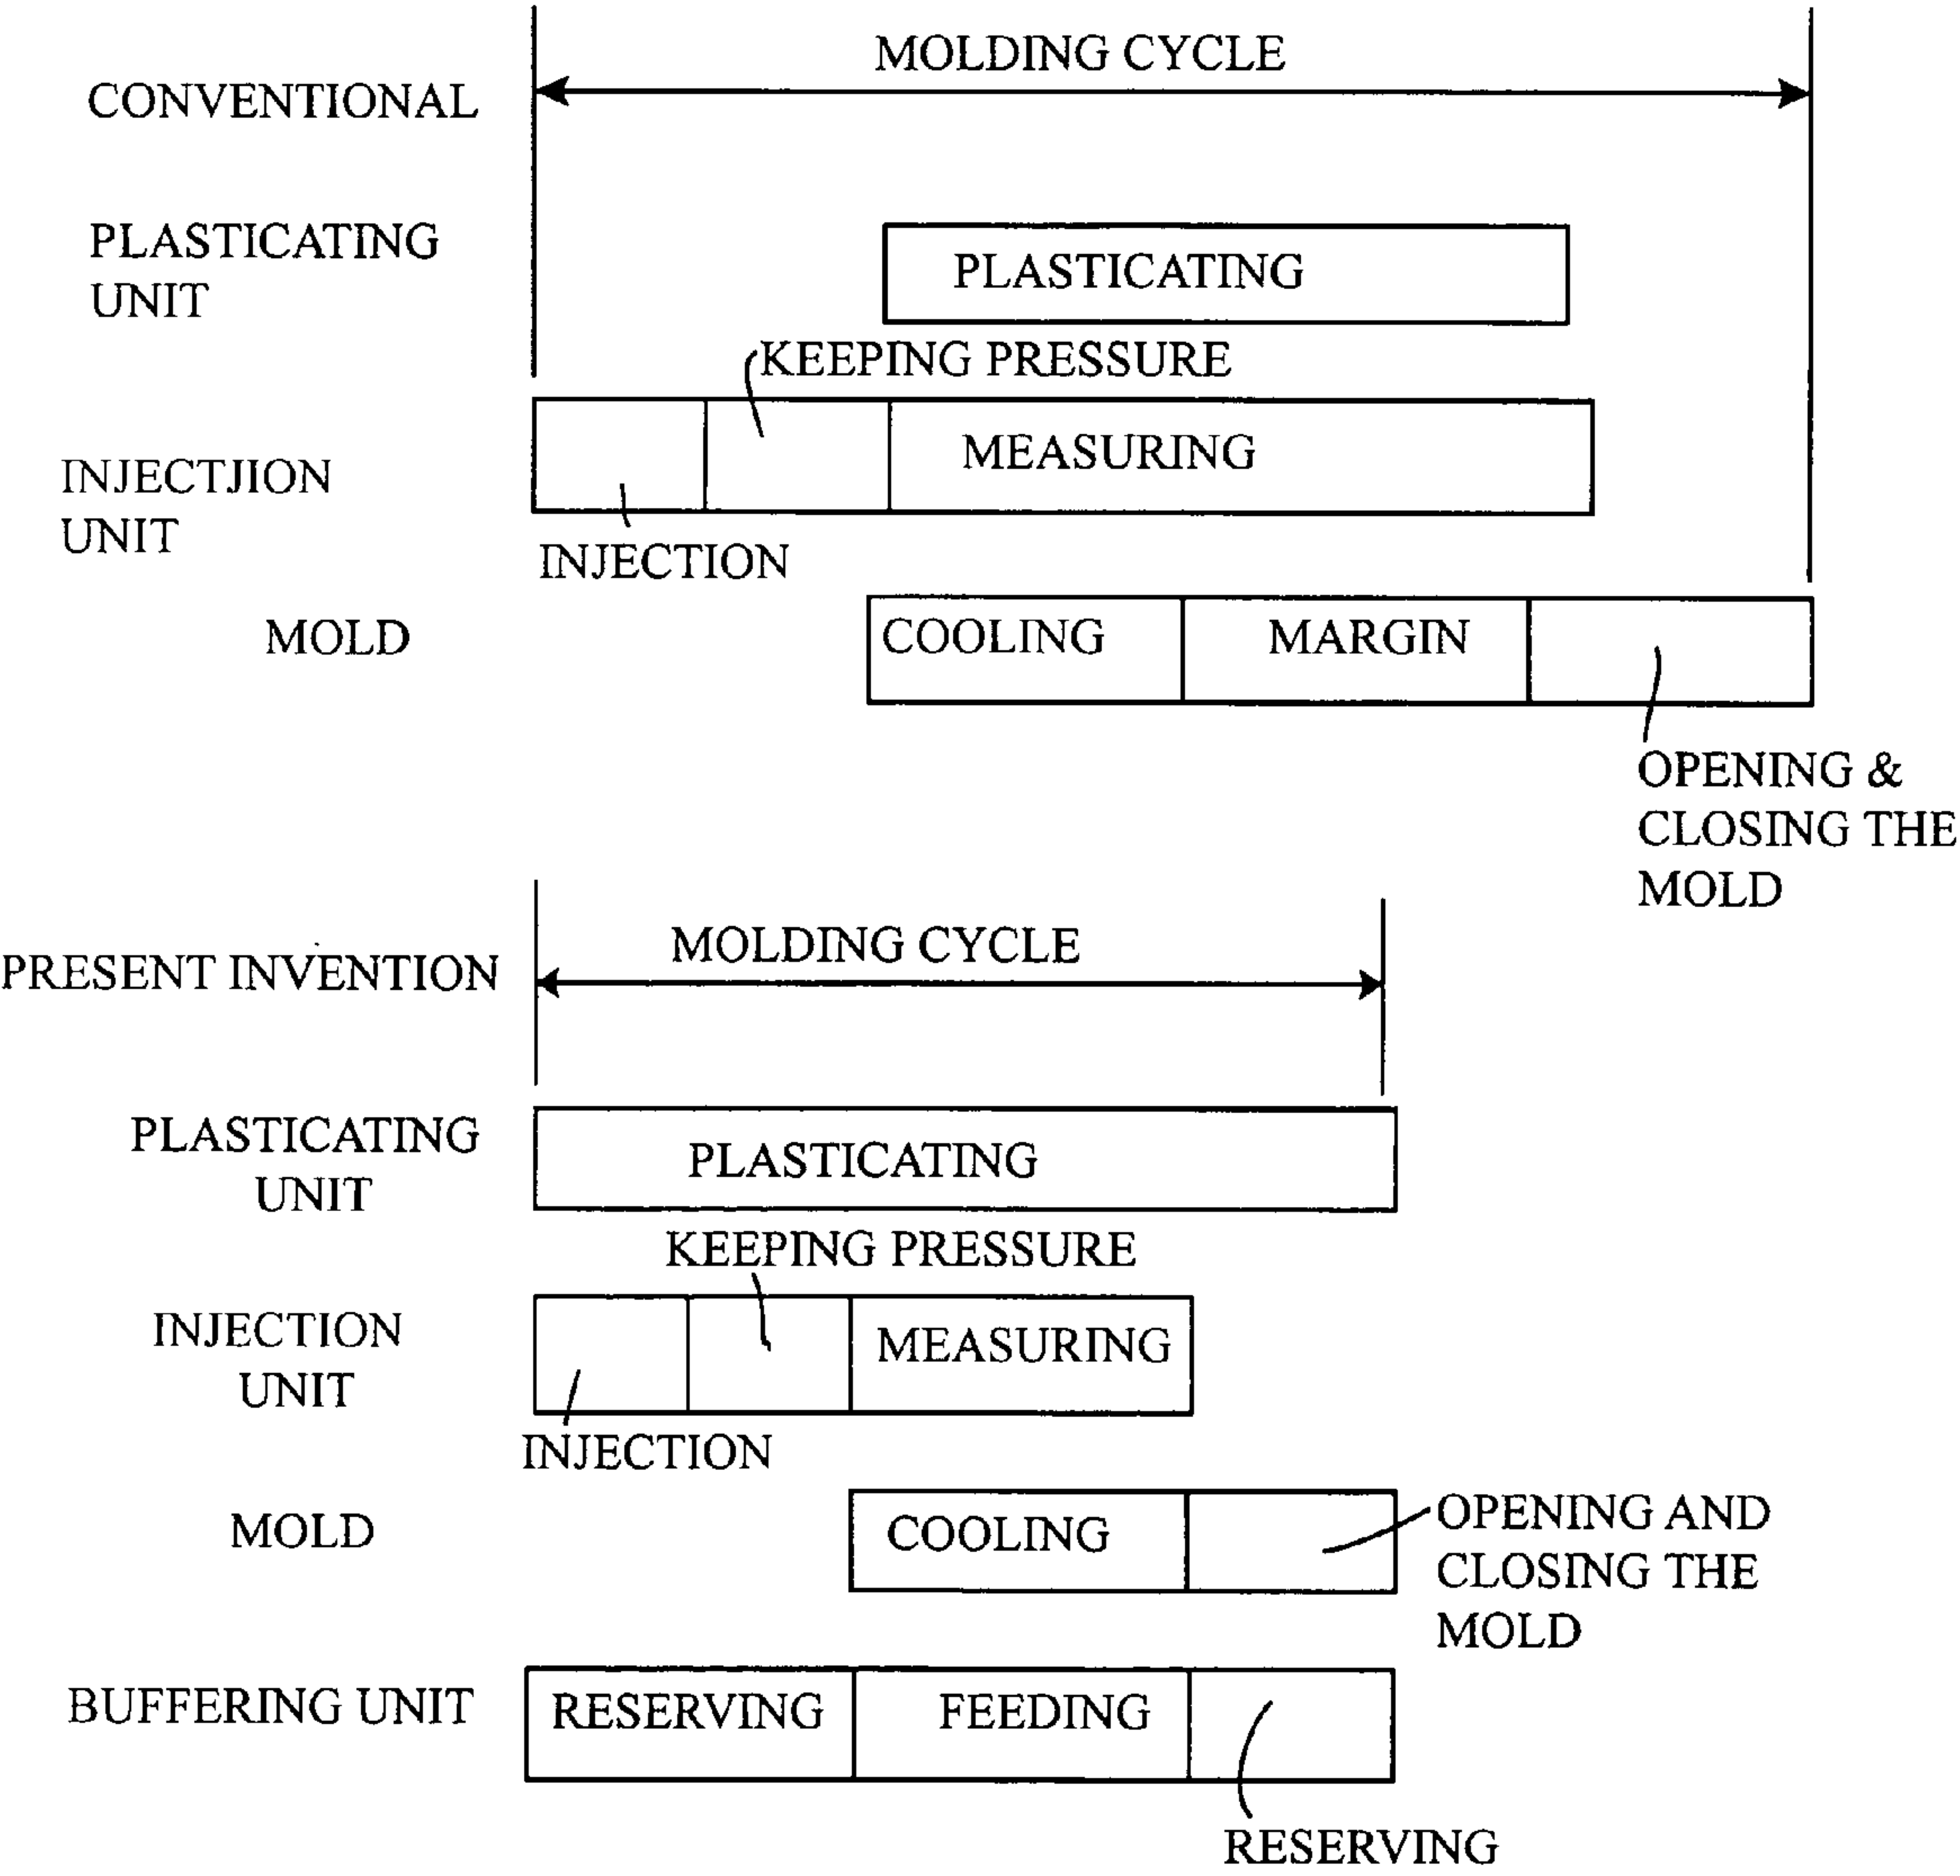 MOLDING CYCLE
CONVENTIONAL
PLASTICATING
UNIT
PLASTICATING
KEEPING PRESSURE
INJECTJION
UNIT
MEASURING
INJECTION
MOLD
COOLING
MARGIN
OPENING &
CLOSING THE
MOLD
MOLDING CYCLE
PRESENT INVENTION
PLASTICATING
UNIT
PLASTICATING
KEEPING PRESSURE
INJECTION
UNIT
MEASURING
INJECTION
MOLD
COOLING
OPENING AND
CLOSING THE
MOLD
BUFFERING UNIT
RESERVING
FEEDING
RESERVING